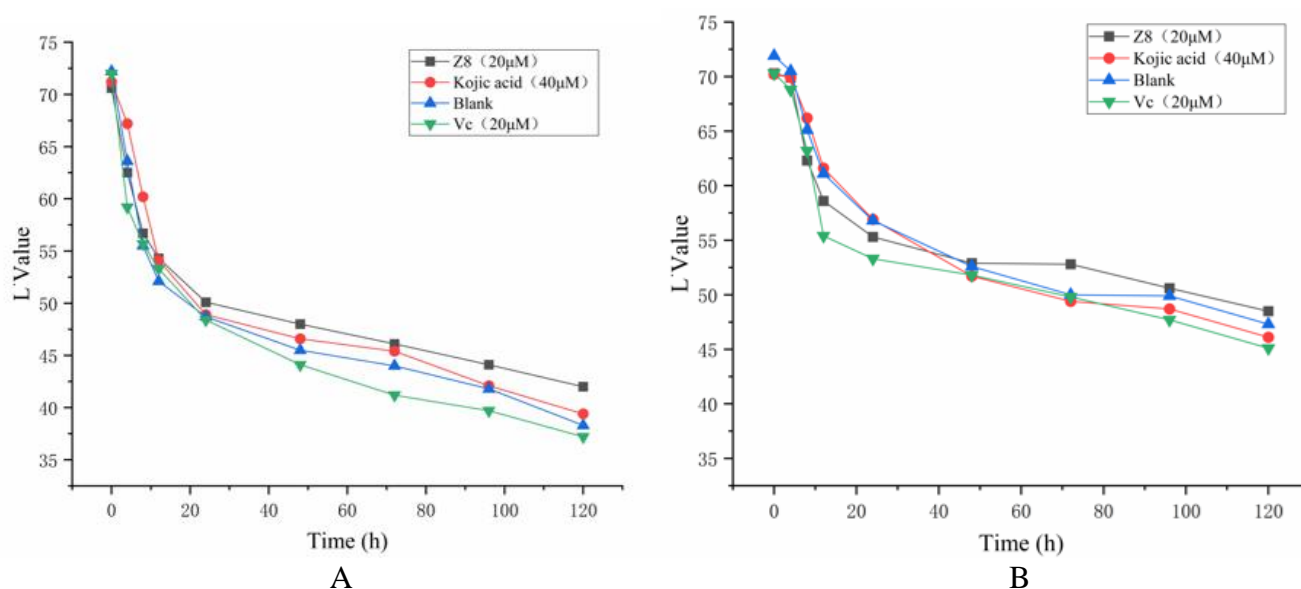 75
70
65
60
55
50
45
40
35
L*Value
0
20
40
60
80
100
120
Time (h)
Z8（20μM）
Kojic acid（40μM）
Blank
Vc（20μM）
A
75
70
65
60
55
50
45
40
35
L*Value
0
20
40
60
80
100
120
Time (h)
Z8（20μM）
Kojic acid（40μM）
Blank
Vc（20μM）
B